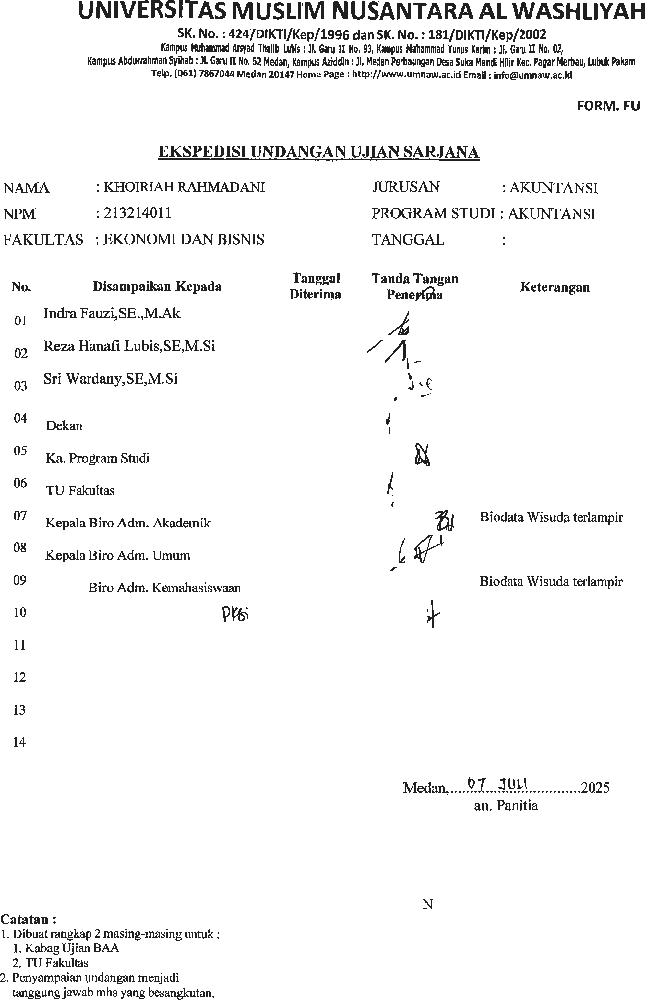 UNIVERSITAS MUSLIM NUSANTARA AL WASHLIYAH
SK. No. : 424/DIKTI/Kep/1996 dan SK. No. : 181/DIKTI/Kep/2002
Kampus Muhammad Arsyad Thalib Lubis : Jl. Garu II No. 93, Kampus Muhammad Yunus Karim : Jl. Garu II No. 02,
Kampus Abdurrahman Syihab : Jl. Garu II No. 52 Medan, Kampus Aziddin : Jl. Medan Perbaungan Desa Suka Mandi Hilir Kec. Pagar Merbau, Lubuk Pakam
Telp. (061) 7867044 Medan 20147 Home Page : http://www.umnaw.ac.id Email : info@umnaw.ac.id
FORM. FU
EKSPEDISI UNDANGAN UJIAN SARJANA
NAMA : KHOIRIAH RAHMADANI JURUSAN : AKUNTANSI
NPM : 213214011 PROGRAM STUDI : AKUNTANSI
FAKULTAS : EKONOMI DAN BISNIS TANGGAL :
No. Disampaikan Kepada Tanggal Diterima Tanda Tangan Penerima Keterangan
01 Indra Fauzi,SE.,M.Ak
02 Reza Hanafi Lubis,SE,M.Si
03 Sri Wardany,SE,M.Si
04 Dekan
05 Ka. Program Studi
06 TU Fakultas
07 Kepala Biro Adm. Akademik Biodata Wisuda terlampir
08 Kepala Biro Adm. Umum
09 Biro Adm. Kemahasiswaan Biodata Wisuda terlampir
10
11
12
13
14
Medan,.....07 JULI.....2025
an. Panitia
N
Catatan :
1. Dibuat rangkap 2 masing-masing untuk :
1. Kabag Ujian BAA
2. TU Fakultas
2. Penyampaian undangan menjadi
tanggung jawab mhs yang besangkutan.